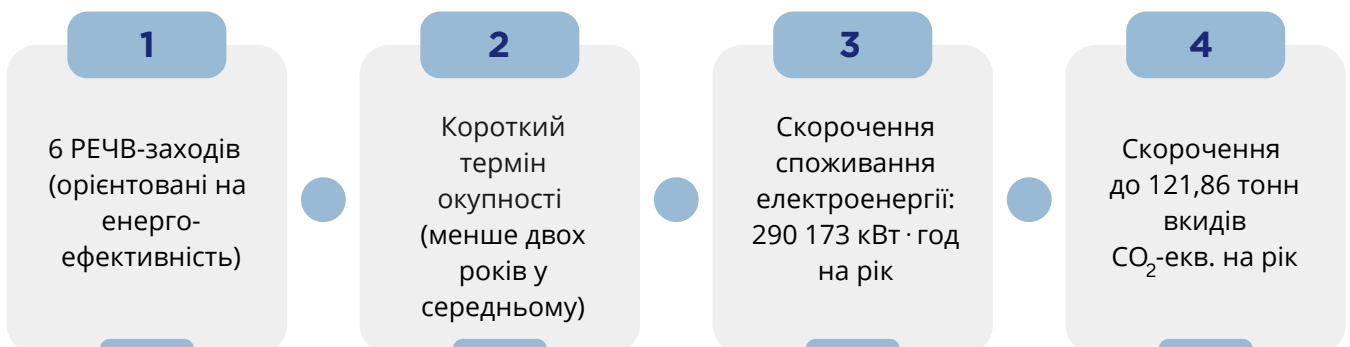 1
6 РЕЧВ-заходів
(орієнтовані на
енерго-
ефективність)
2
Короткий
термін
окупності
(менше двох
років у
середньому)
3
Скорочення
споживання
електроенергії:
290 173 кВт·год
на рік
4
Скорочення
до 121,86 тонн
вкидів
CO₂-екв. на рік